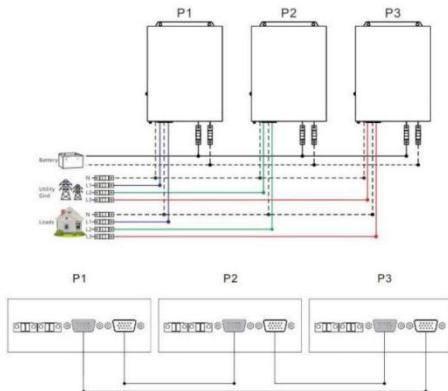 P1 P2 P3
Battery
N
Utility L1
Grid L2
L3
N
Loads L1
L2
L3
P1 P2 P3